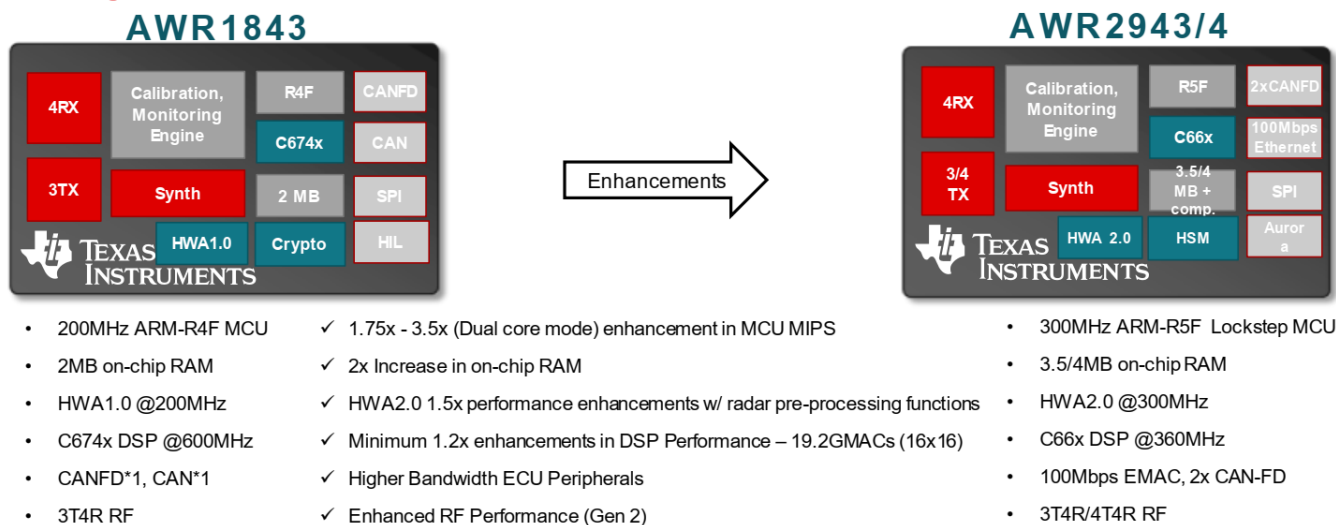 AWR1843
4RX
Calibration,
Monitoring
Engine
R4F
CANFD
C674x
CAN
3TX
Synth
2 MB
SPI
HWA1.0
Crypto
HIL
TEXAS
INSTRUMENTS
Enhancements
AWR2943/4
4RX
Calibration,
Monitoring
Engine
R5F
2xCANFD
C66x
100Mbps
Ethernet
3/4
TX
Synth
3.5/4
MB +
comp.
SPI
HWA 2.0
HSM
Auror
a
TEXAS
INSTRUMENTS
• 200MHz ARM-R4F MCU
• 2MB on-chip RAM
• HWA1.0 @200MHz
• C674x DSP @600MHz
• CANFD*1, CAN*1
• 3T4R RF
✓ 1.75x - 3.5x (Dual core mode) enhancement in MCU MIPS
✓ 2x Increase in on-chip RAM
✓ HWA2.0 1.5x performance enhancements w/ radar pre-processing functions
✓ Minimum 1.2x enhancements in DSP Performance – 19.2GMACs (16x16)
✓ Higher Bandwidth ECU Peripherals
✓ Enhanced RF Performance (Gen 2)
• 300MHz ARM-R5F Lockstep MCU
• 3.5/4MB on-chip RAM
• HWA2.0 @300MHz
• C66x DSP @360MHz
• 100Mbps EMAC, 2x CAN-FD
• 3T4R/4T4R RF